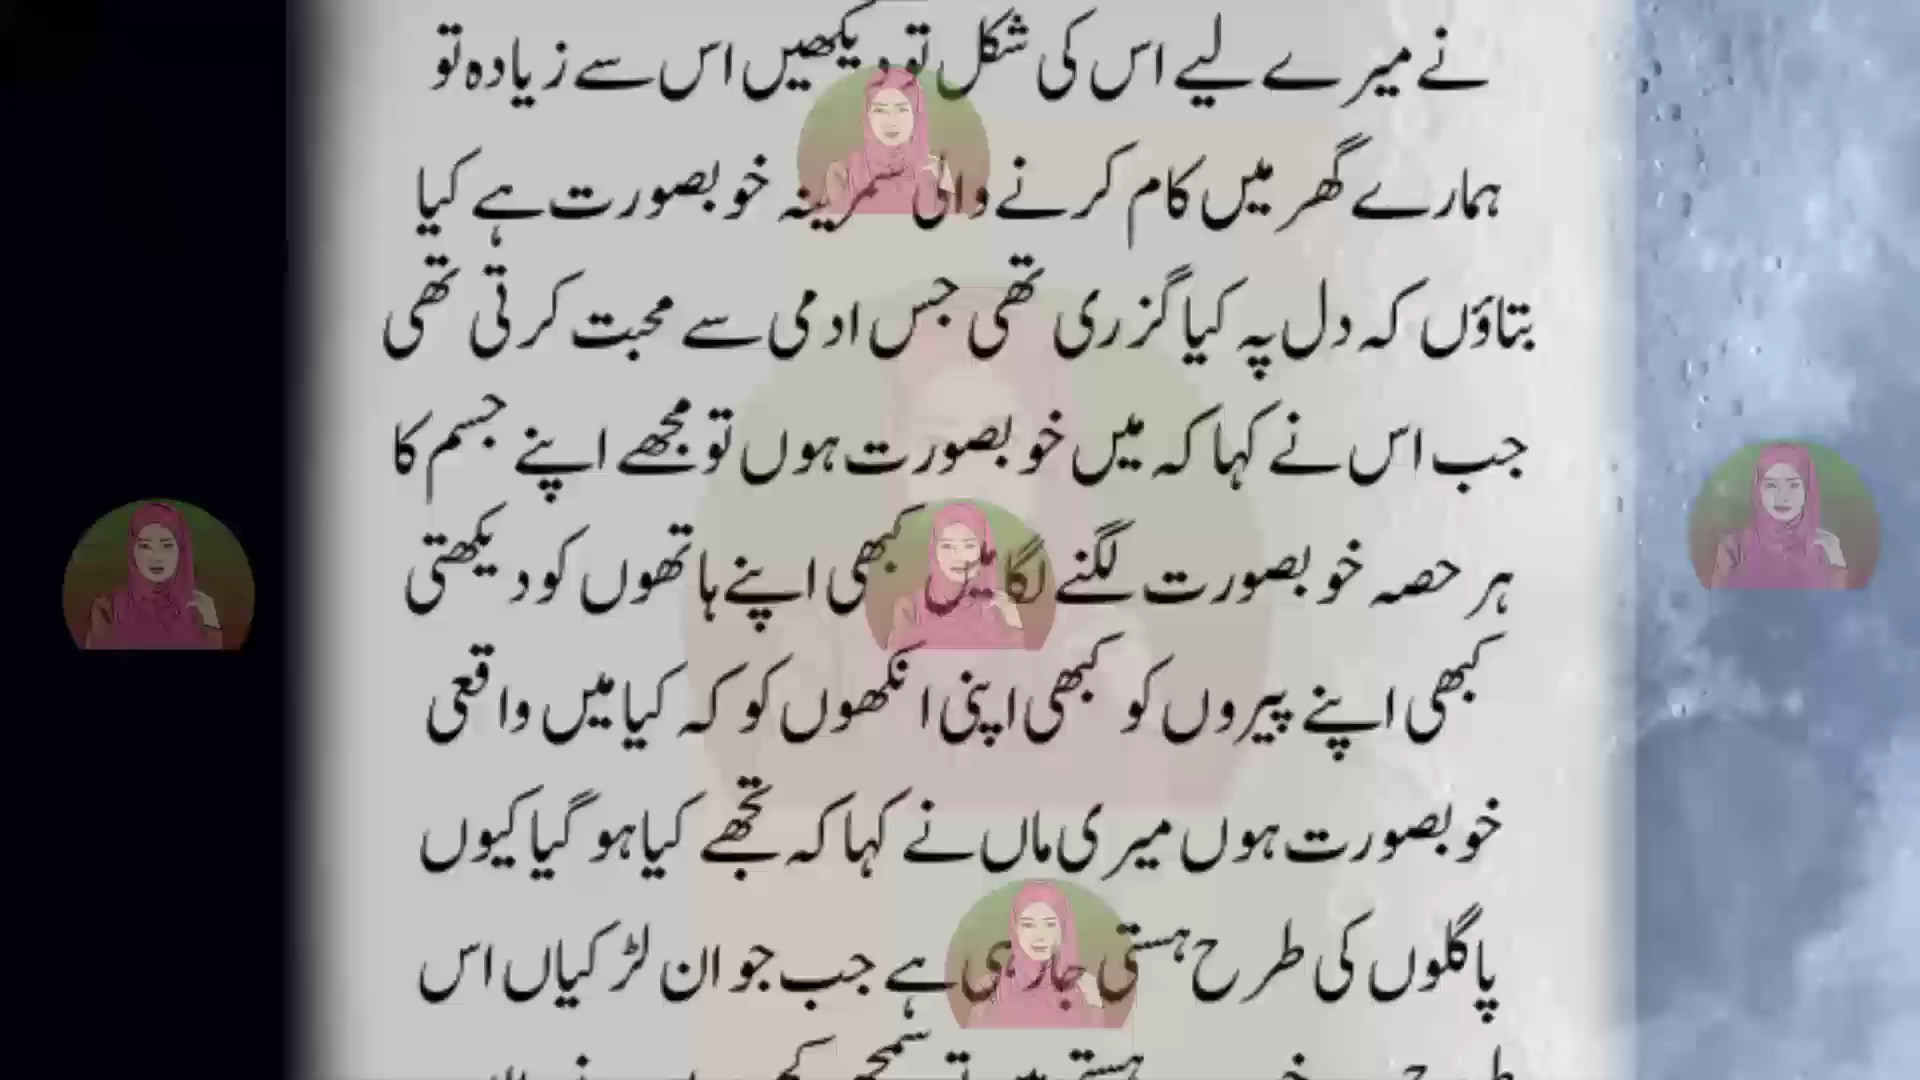 نے میرے لیے اس کی شکل تو دیکھیں اس سے زیادہ تو
ہمارے گھر میں کام کرنے والی ثمرینہ خوبصورت ہے کیا
بتاؤں کہ دل پہ کیا گزری تھی جس ادمی سے محبت کرتی تھی
جب اس نے کہا کہ میں خوبصورت ہوں تو مجھے اپنے جسم کا
ہر حصہ خوبصورت لگنے لگا میں کبھی اپنے ہاتھوں کو دیکھتی
کبھی اپنے پیروں کو کبھی اپنی انکھوں کو کہ کیا میں واقعی
خوبصورت ہوں میری ماں نے کہا کہ تجھے کیا ہو گیا کیوں
پاگلوں کی طرح ہستی جا رہی ہے جب جوان لڑکیاں اس